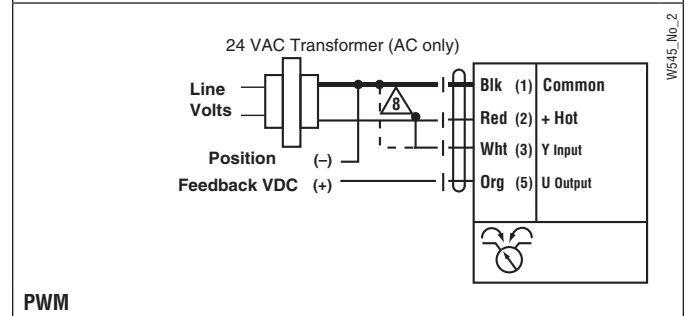 W545_No_2
24 VAC Transformer (AC only)
Line
Volts
8
Blk (1) Common
Red (2) + Hot
Wht (3) Y Input
Position (–)
Feedback VDC (+)
Org (5) U Output
PWM